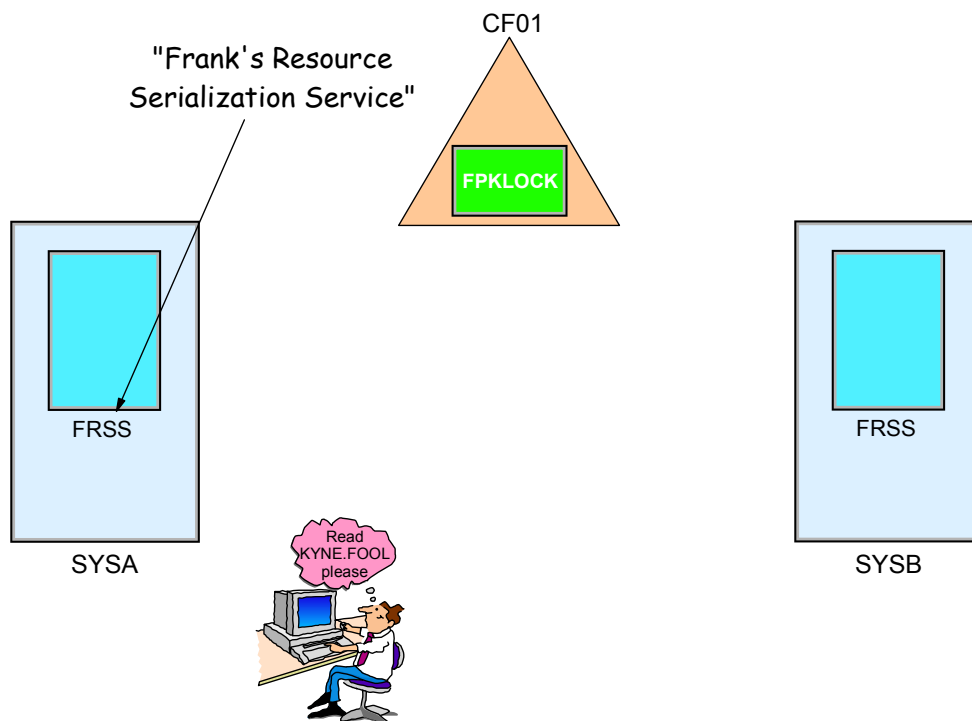 CF01
"Frank's Resource
Serialization Service"
FPKLOCK
FRSS
FRSS
SYSA
SYSB
Read
KYNE.FOOL
please